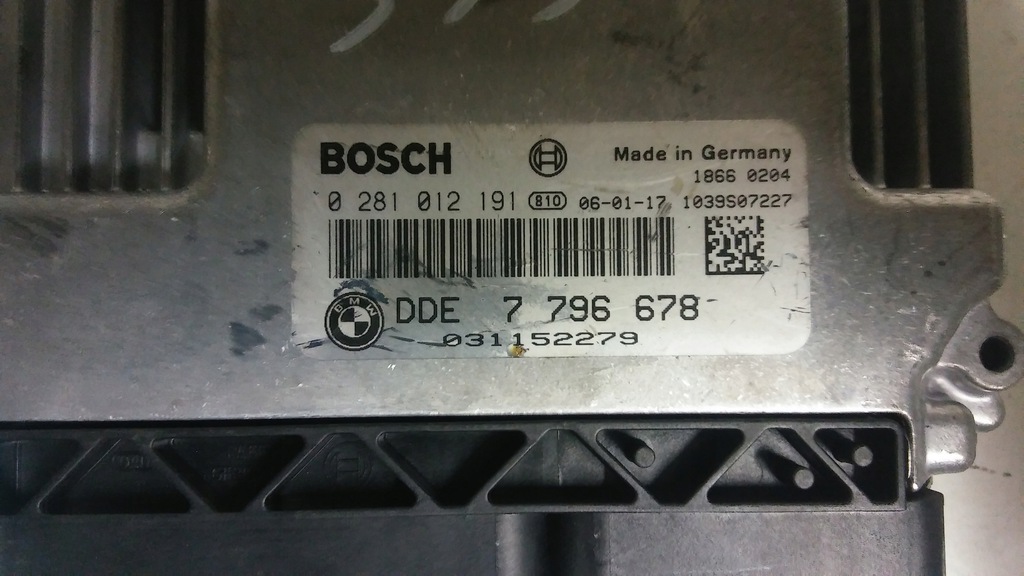 BOSCH Made in Germany
1866 0204
0 281 012 191 810 06-01-17 1039S07227
BMW DDE 7 796 678
031152279